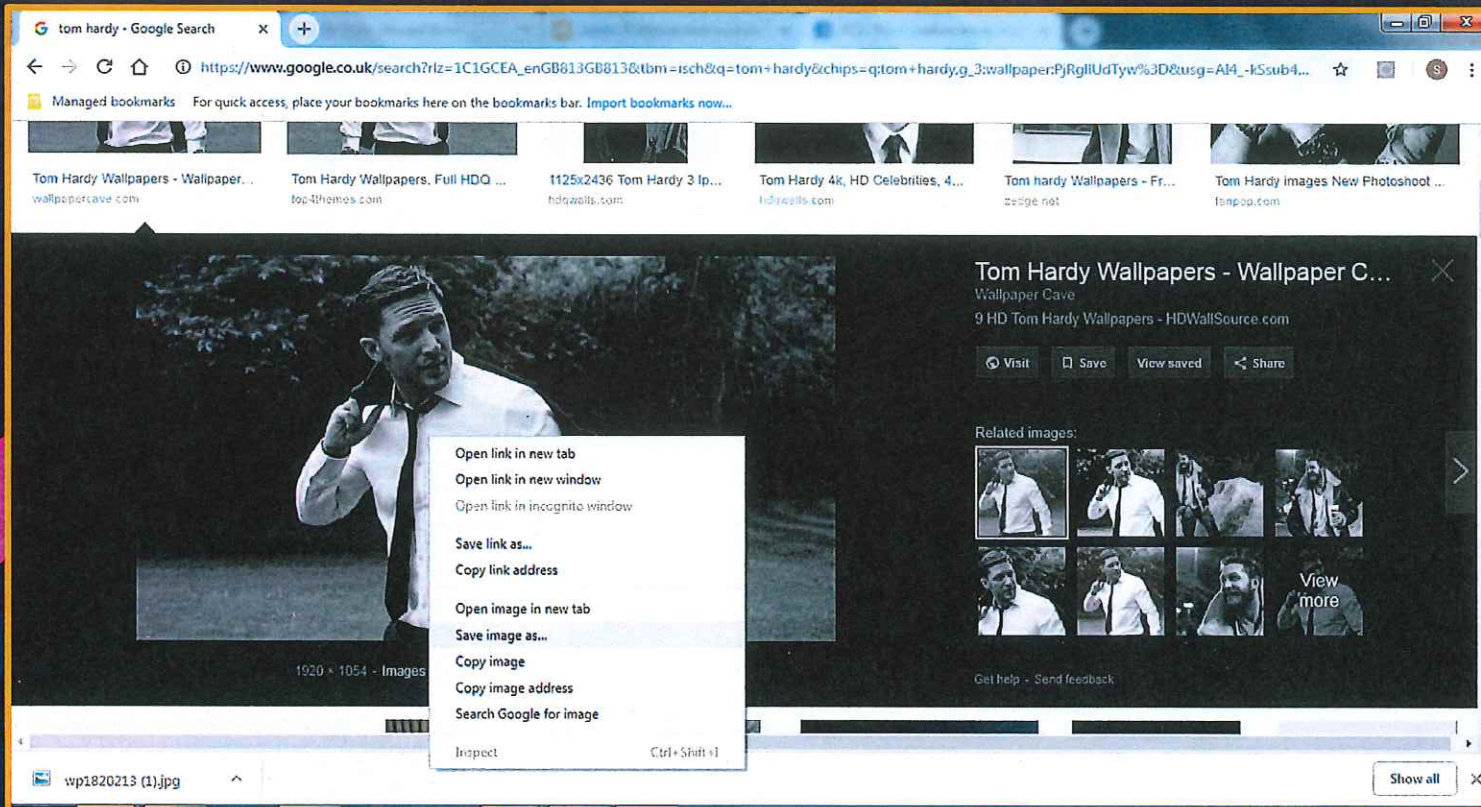 tom hardy - Google Search
https://www.google.co.uk/search?rlz=1C1GCEA_enGB813GB813&tbm=isch&q=tom+hardy&chips=q:tom+hardy,g_3:wallpaper:PjRgIlUdTyw%3D&usg=AI4_-kSsub4...
S
Managed bookmarks For quick access, place your bookmarks here on the bookmarks bar. Import bookmarks now...
Tom Hardy Wallpapers - Wallpaper... Tom Hardy Wallpapers, Full HDQ ... 1125x2436 Tom Hardy 3 Ip... Tom Hardy 4k, HD Celebrities, 4... Tom hardy Wallpapers - Fr... Tom Hardy images New Photoshoot ...
wallpapercave.com top4themes.com hdqwalls.com hdqwalls.com zedge.net fanpop.com
Tom Hardy Wallpapers - Wallpaper C...
Wallpaper Cave
9 HD Tom Hardy Wallpapers - HDWallSource.com
Visit Save View saved Share
Related images:
View
more
Get help - Send feedback
1920 × 1054 - Images
Open link in new tab
Open link in new window
Open link in incognito window
Save link as...
Copy link address
Open image in new tab
Save image as...
Copy image
Copy image address
Search Google for image
Inspect Ctrl+Shift+I
wp1820213 (1).jpg
Show all